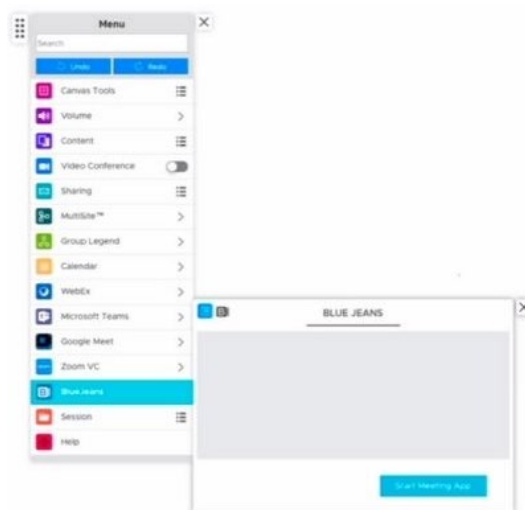 Menu
Search
Undo Redo
Canvas Tools
Volume
Content
Video Conference
Sharing
MultiSite™
Group Legend
Calendar
WebEx
Microsoft Teams
Google Meet
Zoom VC
BlueJeans
Session
Help
BLUE JEANS
Start Meeting App